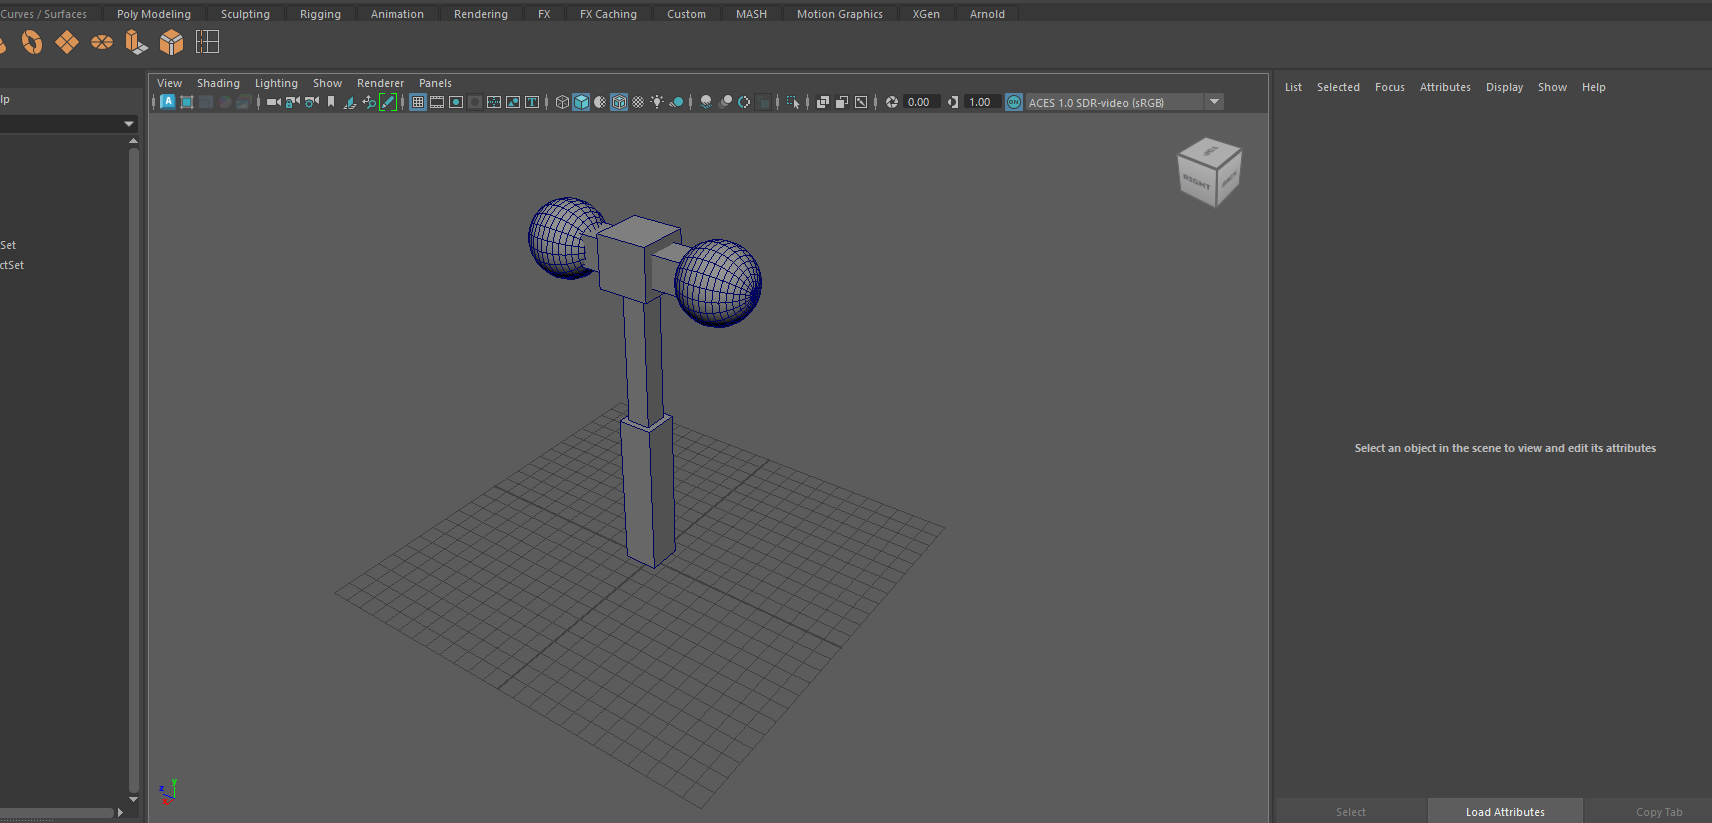 Curves / Surfaces Poly Modeling Sculpting Rigging Animation Rendering FX FX Caching Custom MASH Motion Graphics XGen Arnold
View Shading Lighting Show Renderer Panels
List Selected Focus Attributes Display Show Help
lp
A T 0.00 1.00 ON ACES 1.0 SDR-video (sRGB)
TOP
RIGHT
Set
ctSet
Select an object in the scene to view and edit its attributes
y
z
x
Select Load Attributes Copy Tab